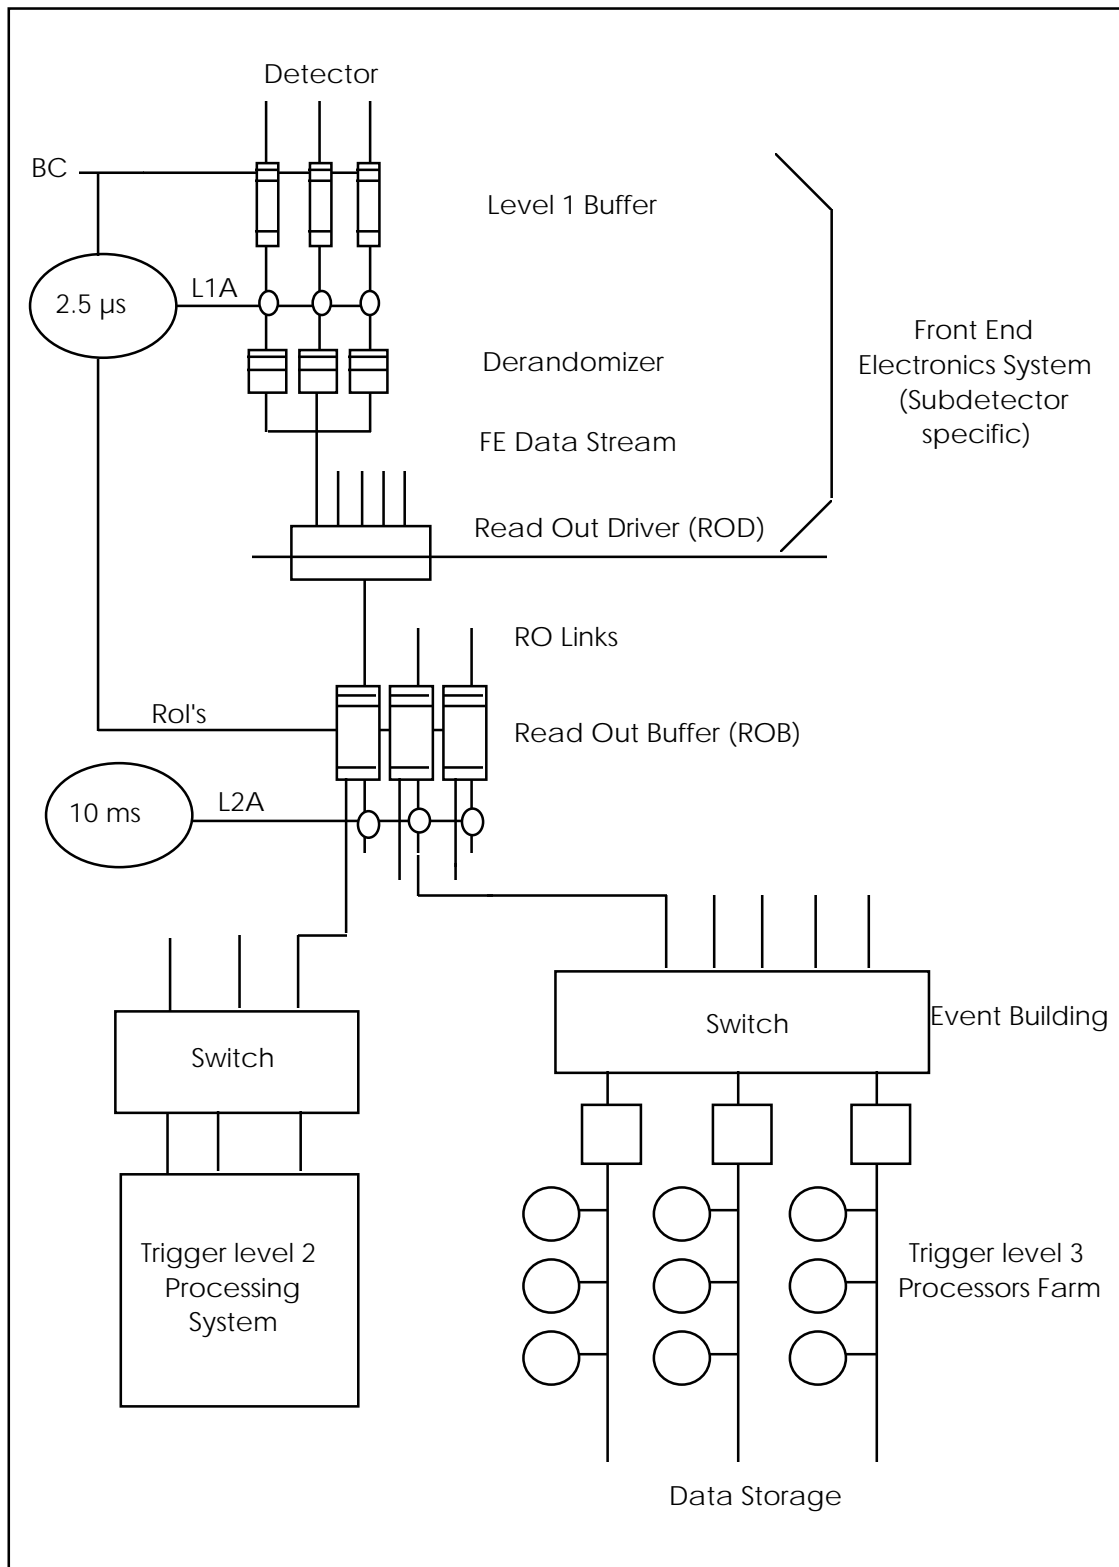 Detector
BC
Level 1 Buffer
L1A
2.5 µs
Front End
Electronics System
(Subdetector
specific)
Derandomizer
FE Data Stream
Read Out Driver (ROD)
RO Links
RoI's
Read Out Buffer (ROB)
L2A
10 ms
Switch
Event Building
Switch
Trigger level 2
Processing
System
Trigger level 3
Processors Farm
Data Storage